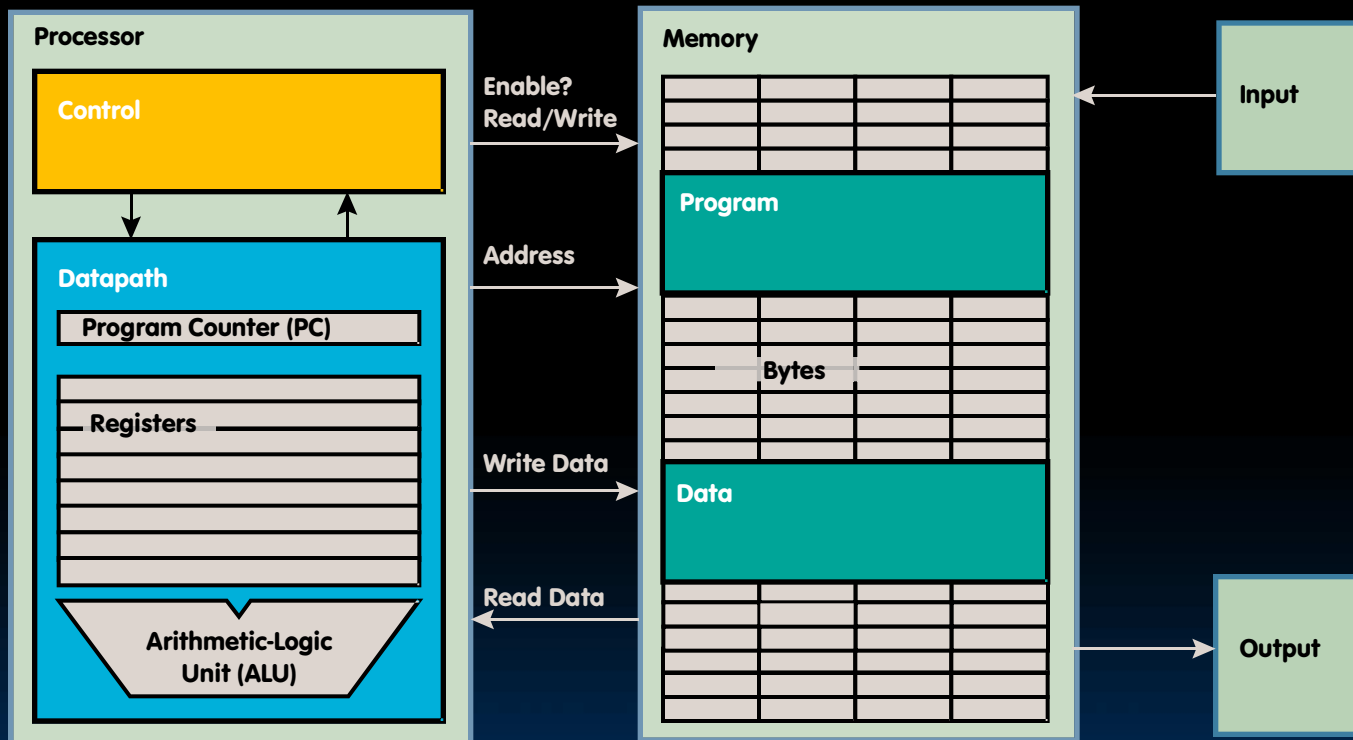 Processor
Control
Datapath
Program Counter (PC)
Registers
Arithmetic-Logic
Unit (ALU)
Enable?
Read/Write
Address
Write Data
Read Data
Memory
Program
Bytes
Data
Input
Output